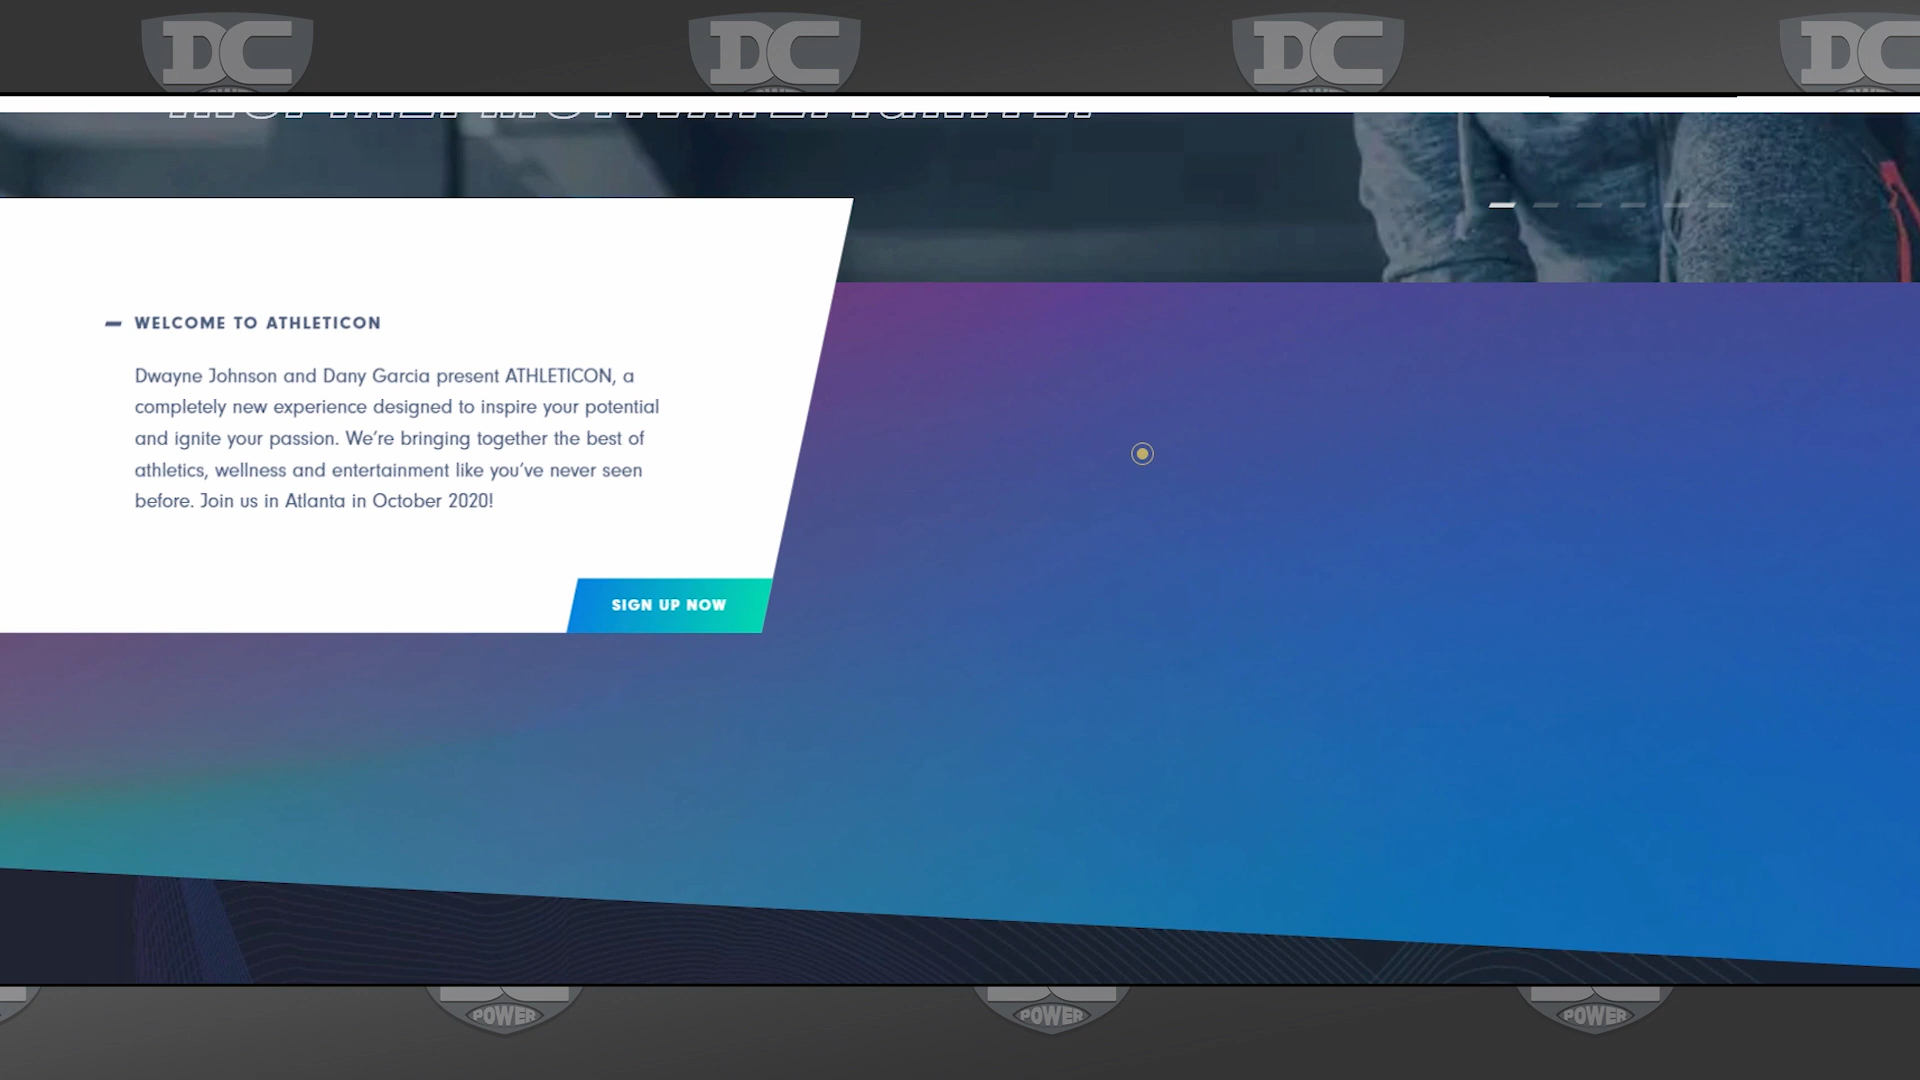 DC
DC
DC
DC
WELCOME TO ATHLETICON
Dwayne Johnson and Dany Garcia present ATHLETICON, a
completely new experience designed to inspire your potential
and ignite your passion. We’re bringing together the best of
athletics, wellness and entertainment like you’ve never seen
before. Join us in Atlanta in October 2020!
SIGN UP NOW
POWER
POWER
POWER